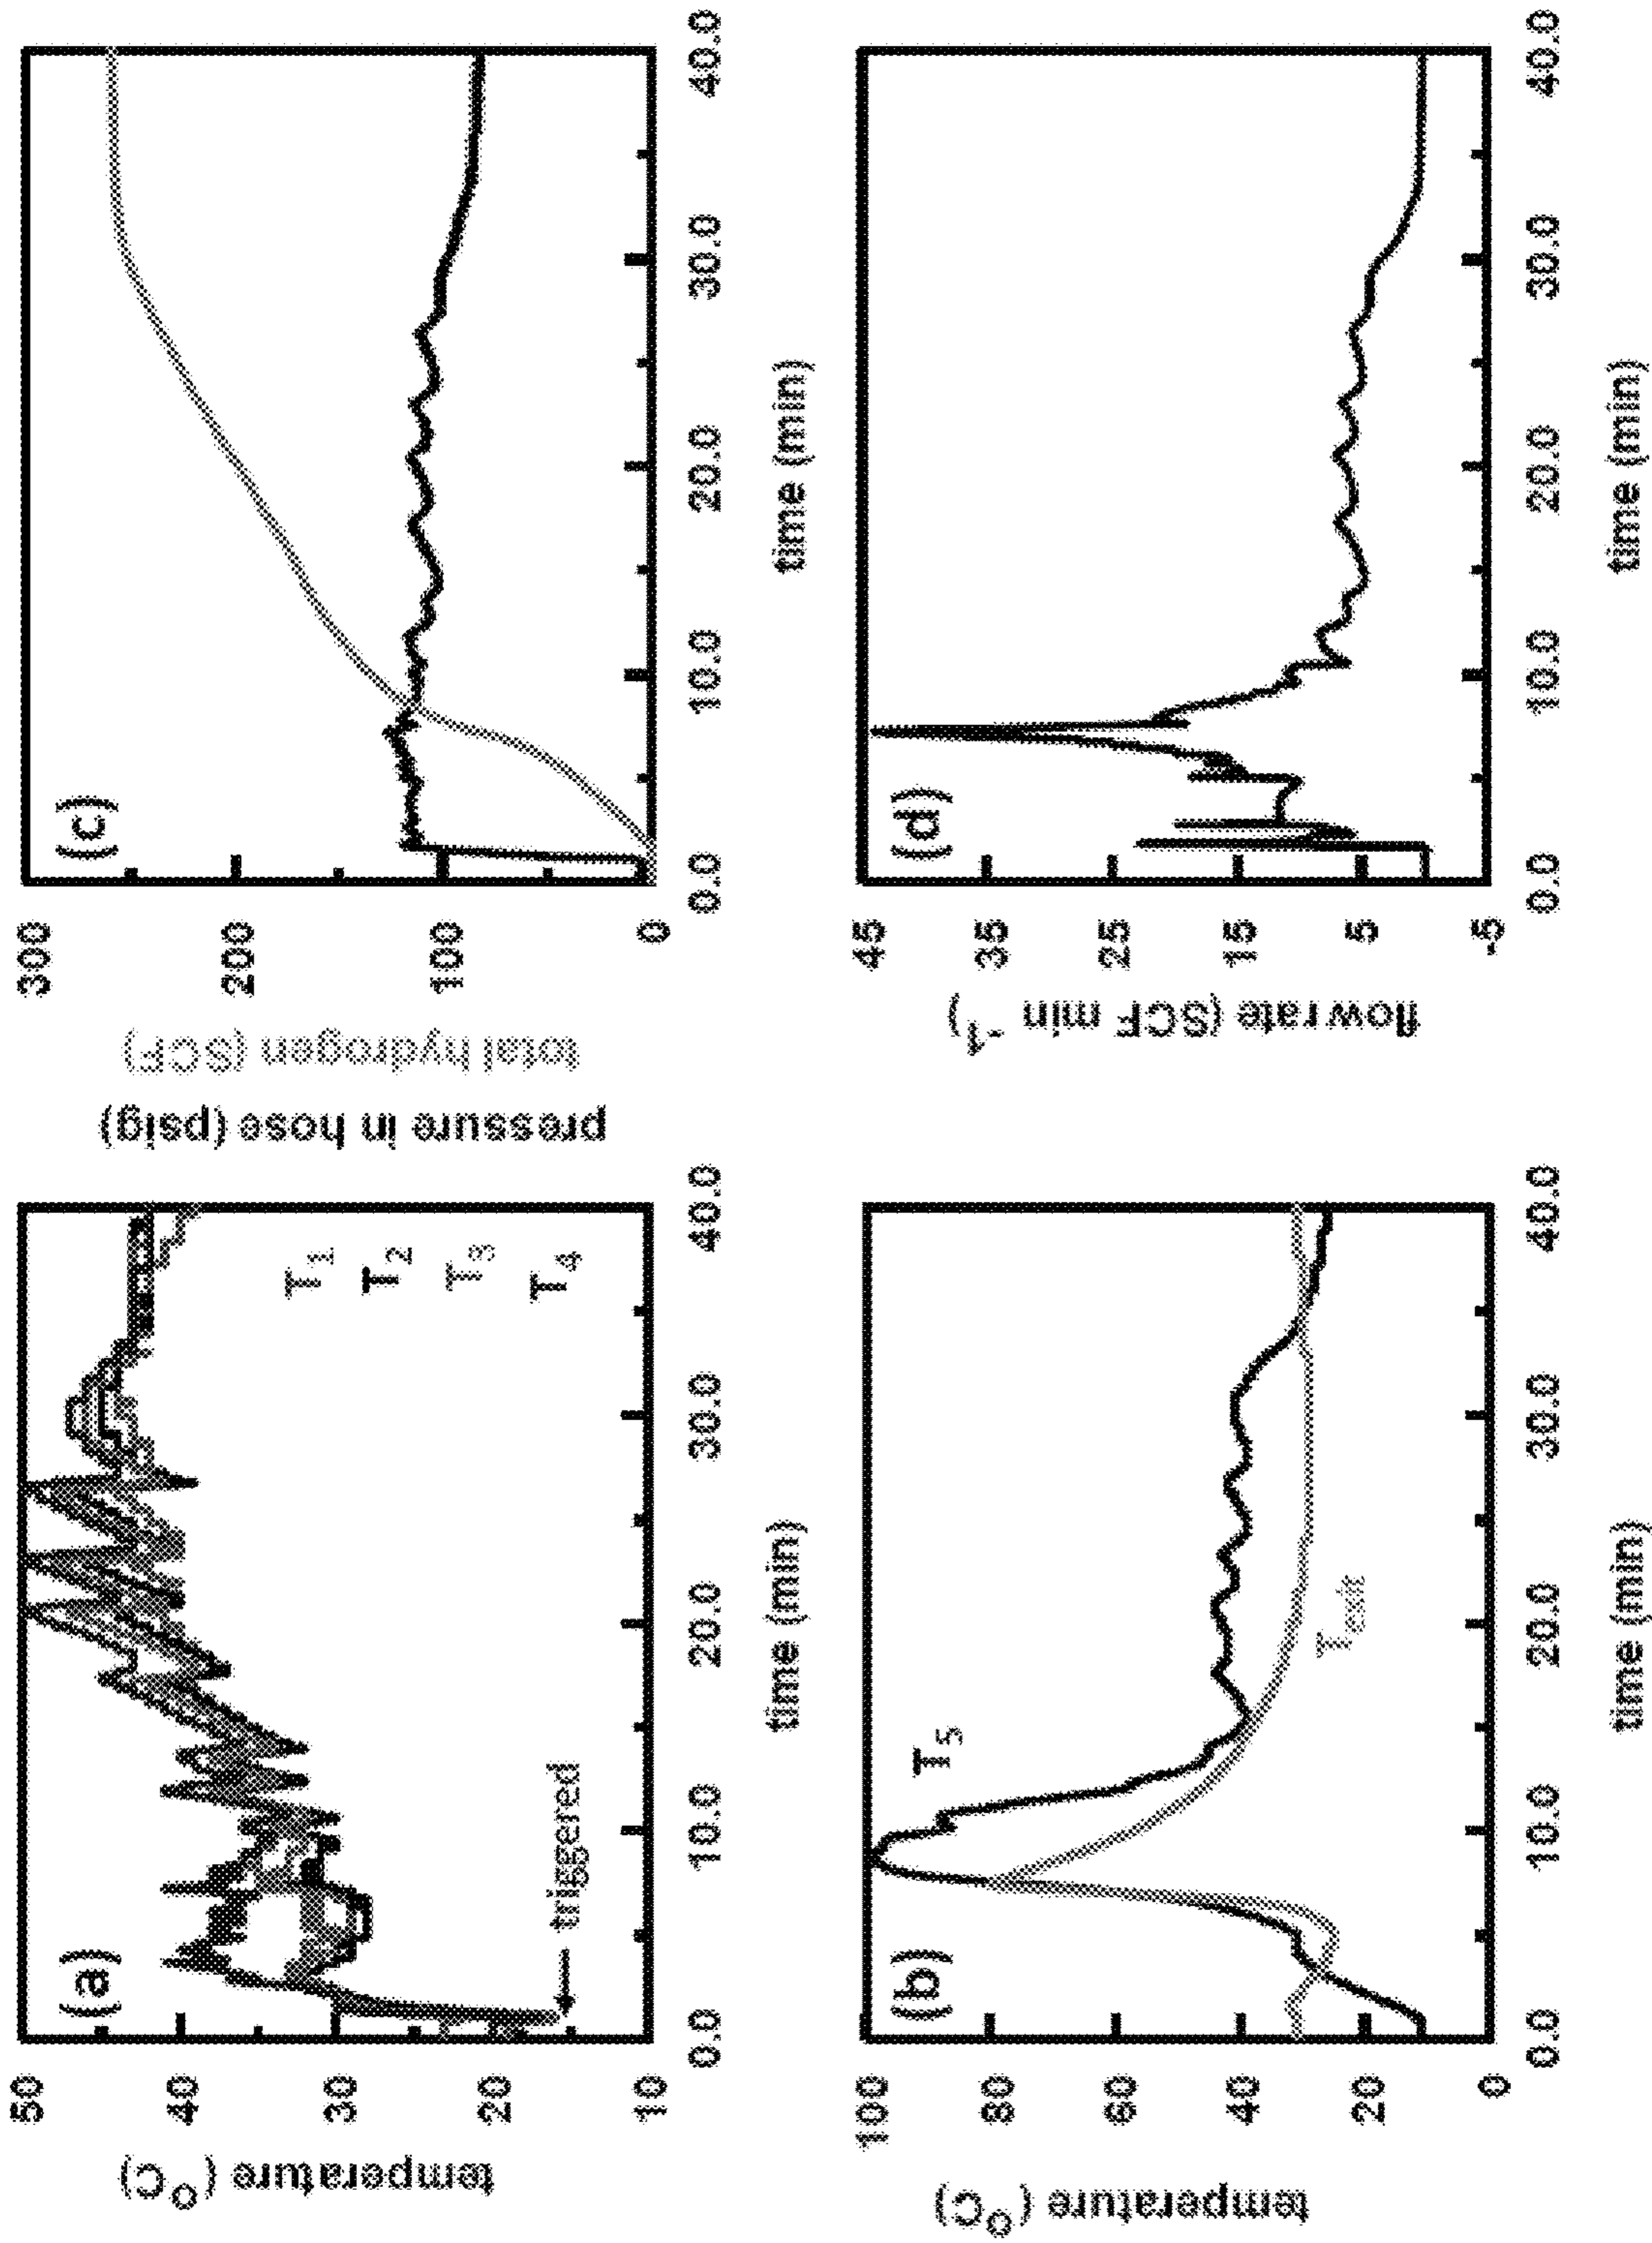 (a)
50
40
30
20
10
temperature (°C)
T1
T2
T3
T4
triggered
0.0
10.0
20.0
30.0
40.0
time (min)
(b)
100
80
60
40
20
0
temperature (°C)
T5
Texit
0.0
10.0
20.0
30.0
40.0
time (min)
(c)
300
200
100
0
pressure in hose (psig)
total hydrogen (SCF)
0.0
10.0
20.0
30.0
40.0
time (min)
(d)
45
35
25
15
5
-5
flow rate (SCF min -1)
0.0
10.0
20.0
30.0
40.0
time (min)